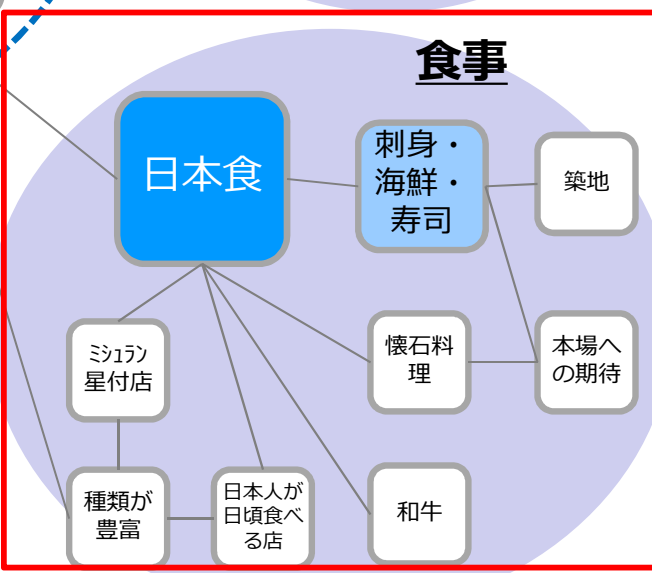 食事
日本食
刺身・
海鮮・
寿司
築地
ﾐｼｭﾗﾝ
星付店
懐石料
理
本場へ
の期待
種類が
豊富
日本人が
日頃食べ
る店
和牛